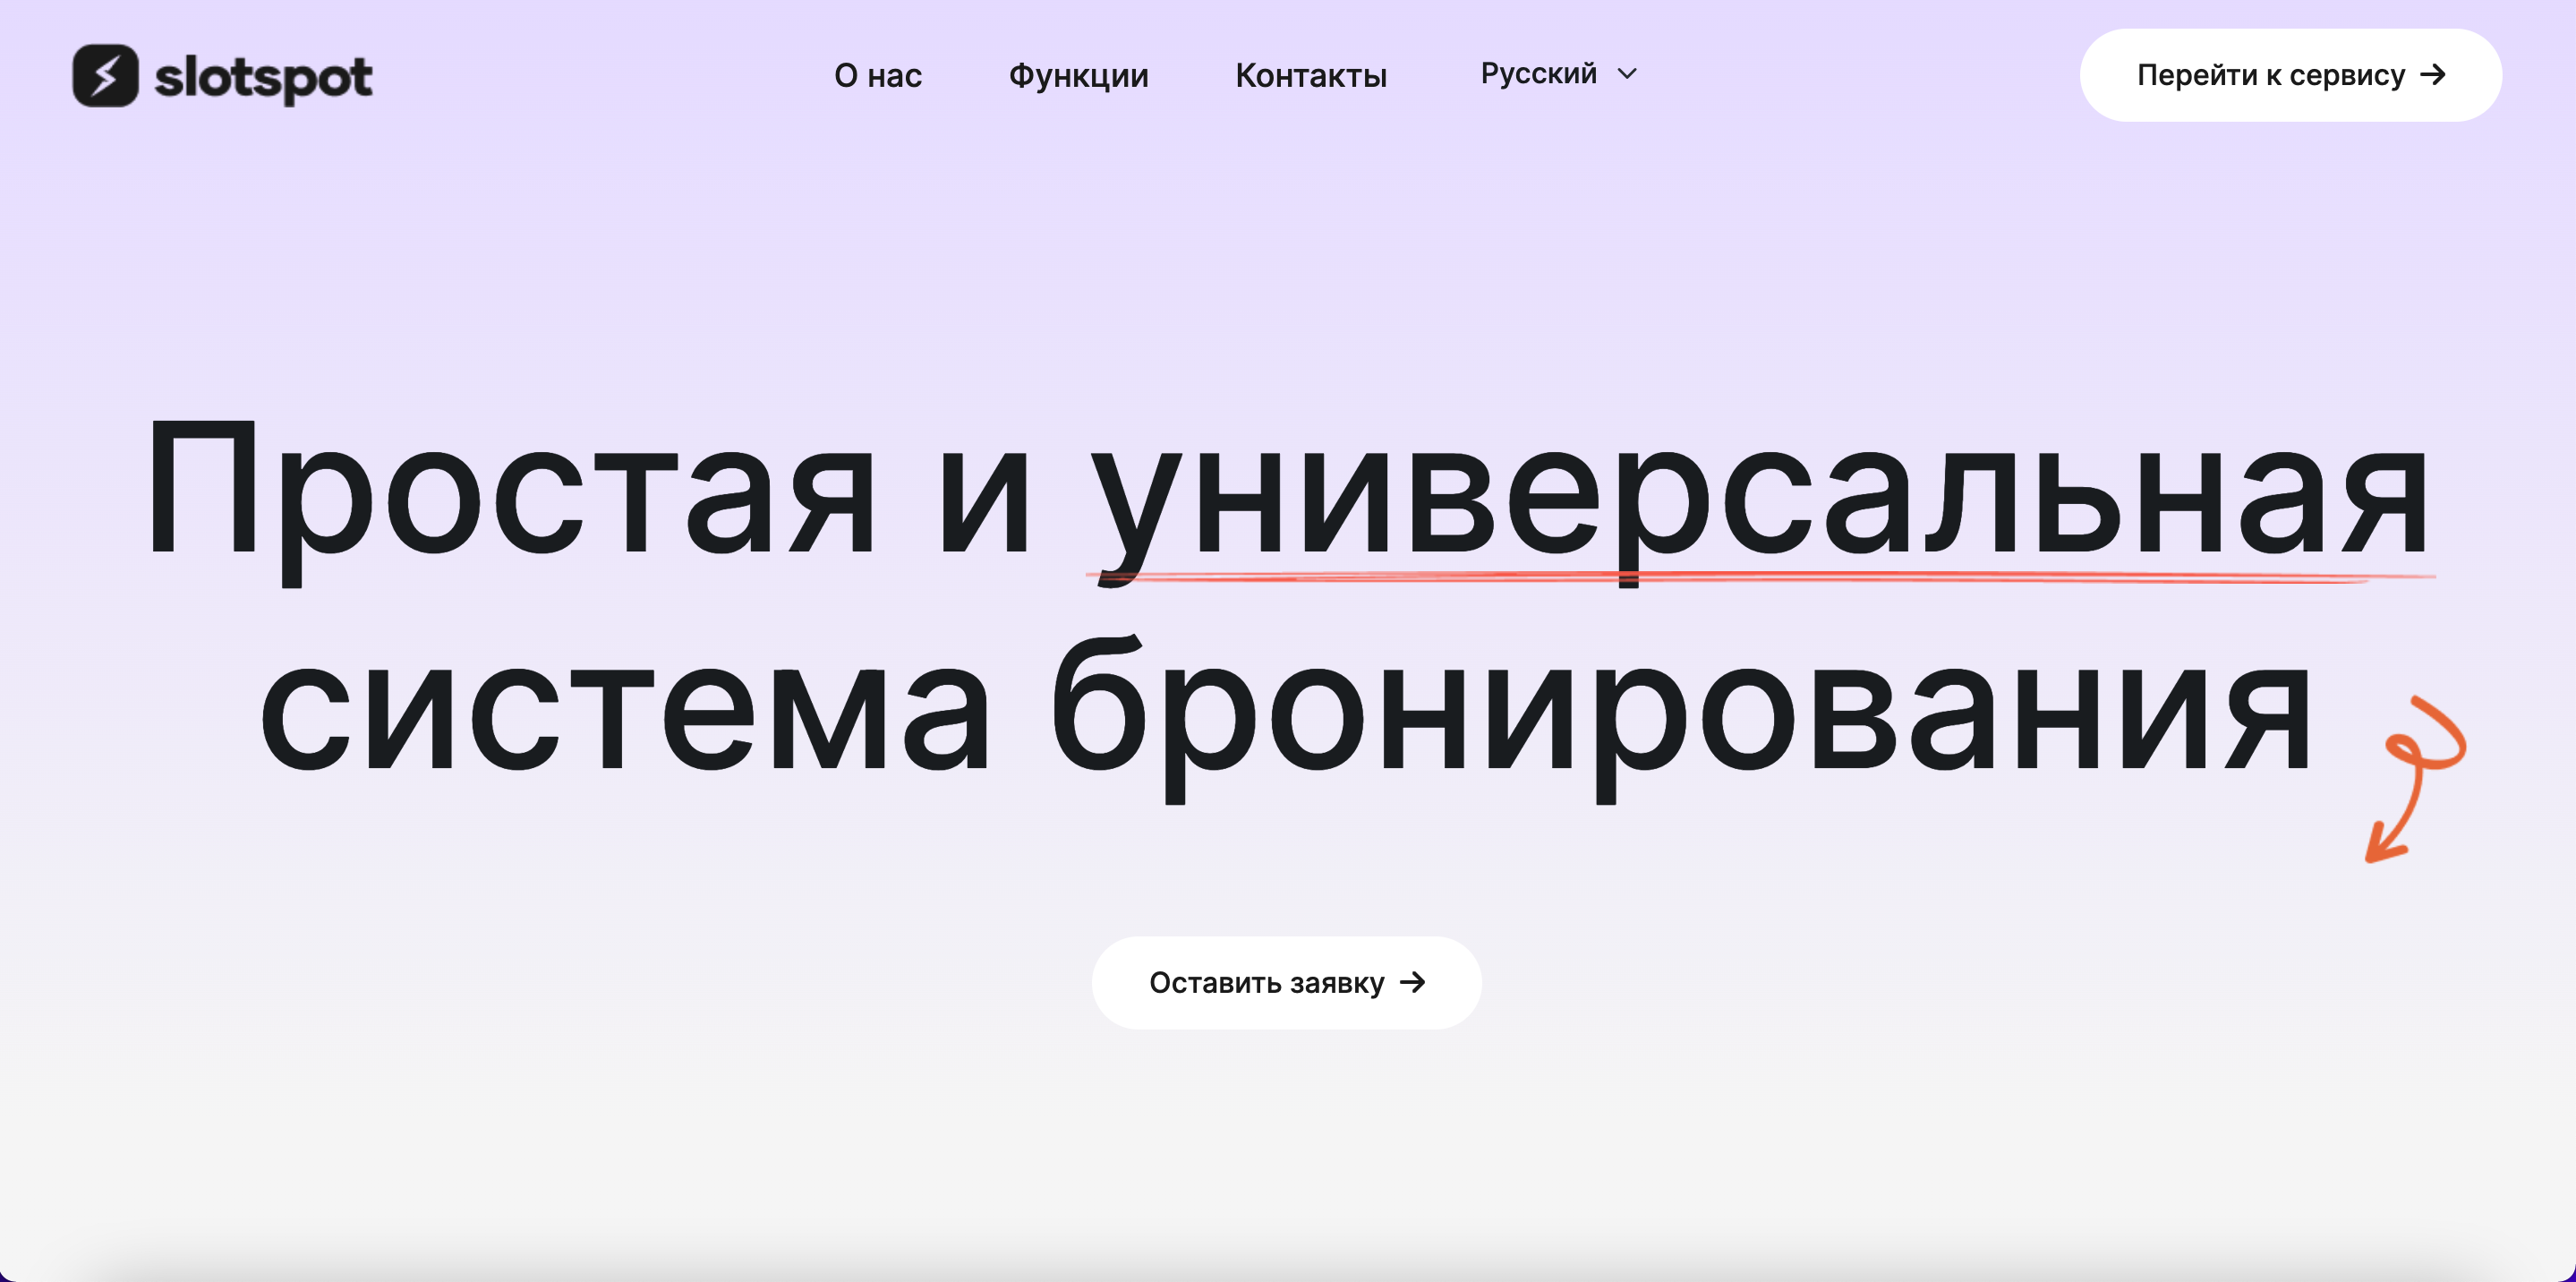 slotspot
О нас
Функции
Контакты
Русский
Перейти к сервису
Простая и универсальная
система бронирования
Оставить заявку